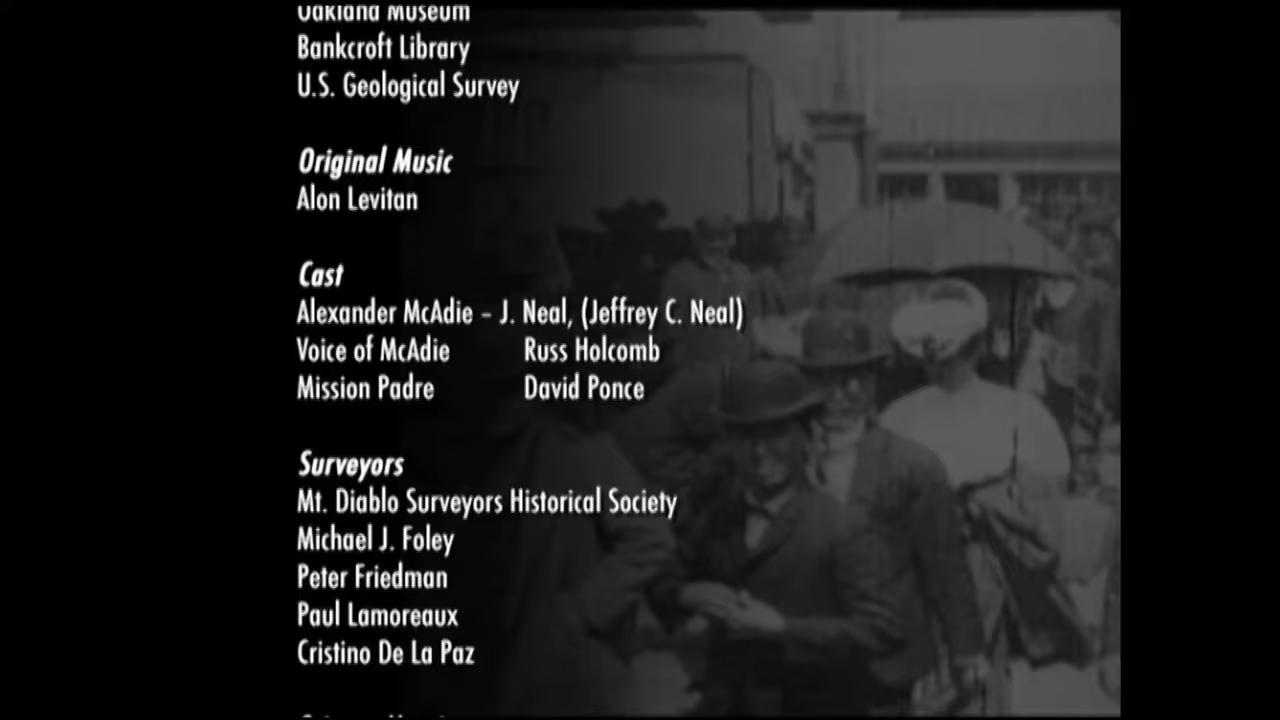 Oakland Museum
Bankcroft Library
U.S. Geological Survey
Original Music
Alon Levitan
Cast
Alexander McAdie – J. Neal, (Jeffrey C. Neal)
Voice of McAdie Russ Holcomb
Mission Padre David Ponce
Surveyors
Mt. Diablo Surveyors Historical Society
Michael J. Foley
Peter Friedman
Paul Lamoreaux
Cristino De La Paz